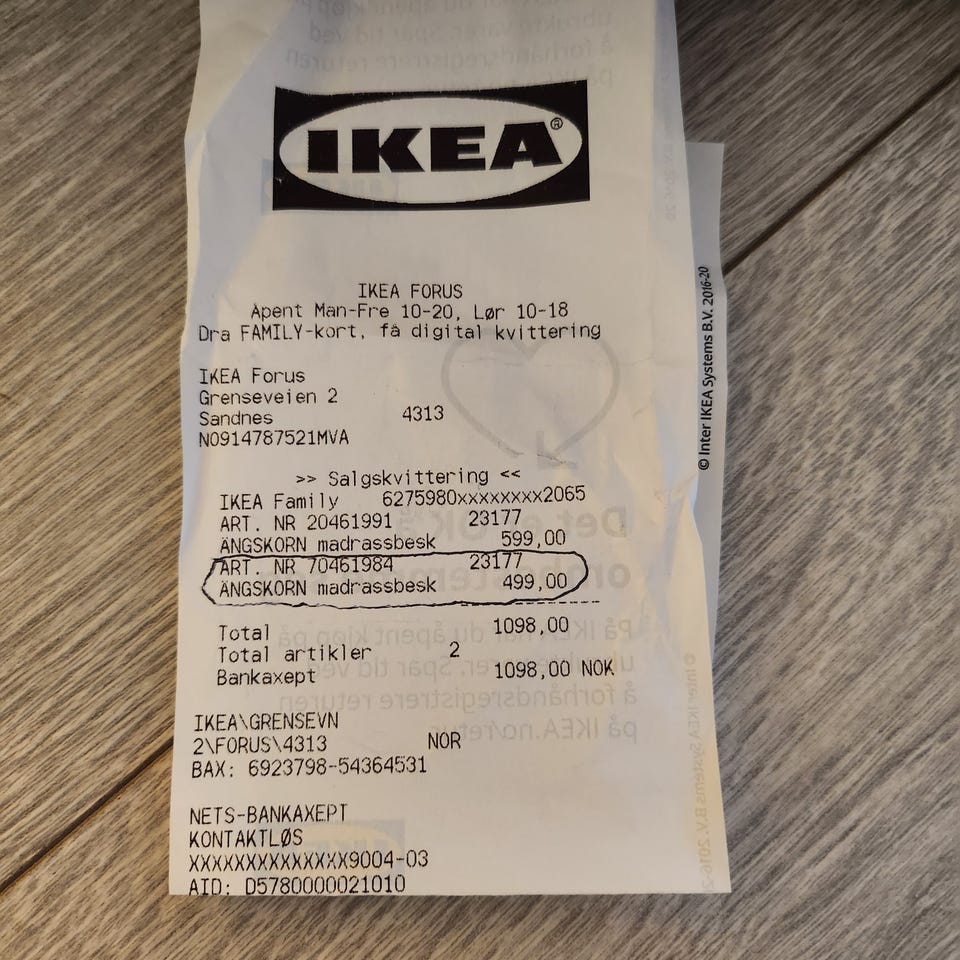 IKEA®
IKEA FORUS
Åpent Man-Fre 10-20, Lør 10-18
Dra FAMILY-kort, få digital kvittering
IKEA Forus
Grenseveien 2
Sandnes 4313
NO914787521MVA
>> Salgskvittering <<
IKEA Family 6275980xxxxxxxx2065
ART. NR 20461991 23177
ÄNGSKORN madrassbesk 599,00
ART. NR 70461984 23177
ÄNGSKORN madrassbesk 499,00
Total 1098,00
Total artikler 2
Bankaxept 1098,00 NOK
IKEA\GRENSEVN
2\FORUS\4313 NOR
BAX: 6923798-54364531
NETS-BANKAXEPT
KONTAKTLØS
XXXXXXXXXXXXXXX9004-03
AID: D5780000021010
© Inter IKEA Systems B.V. 2016-20